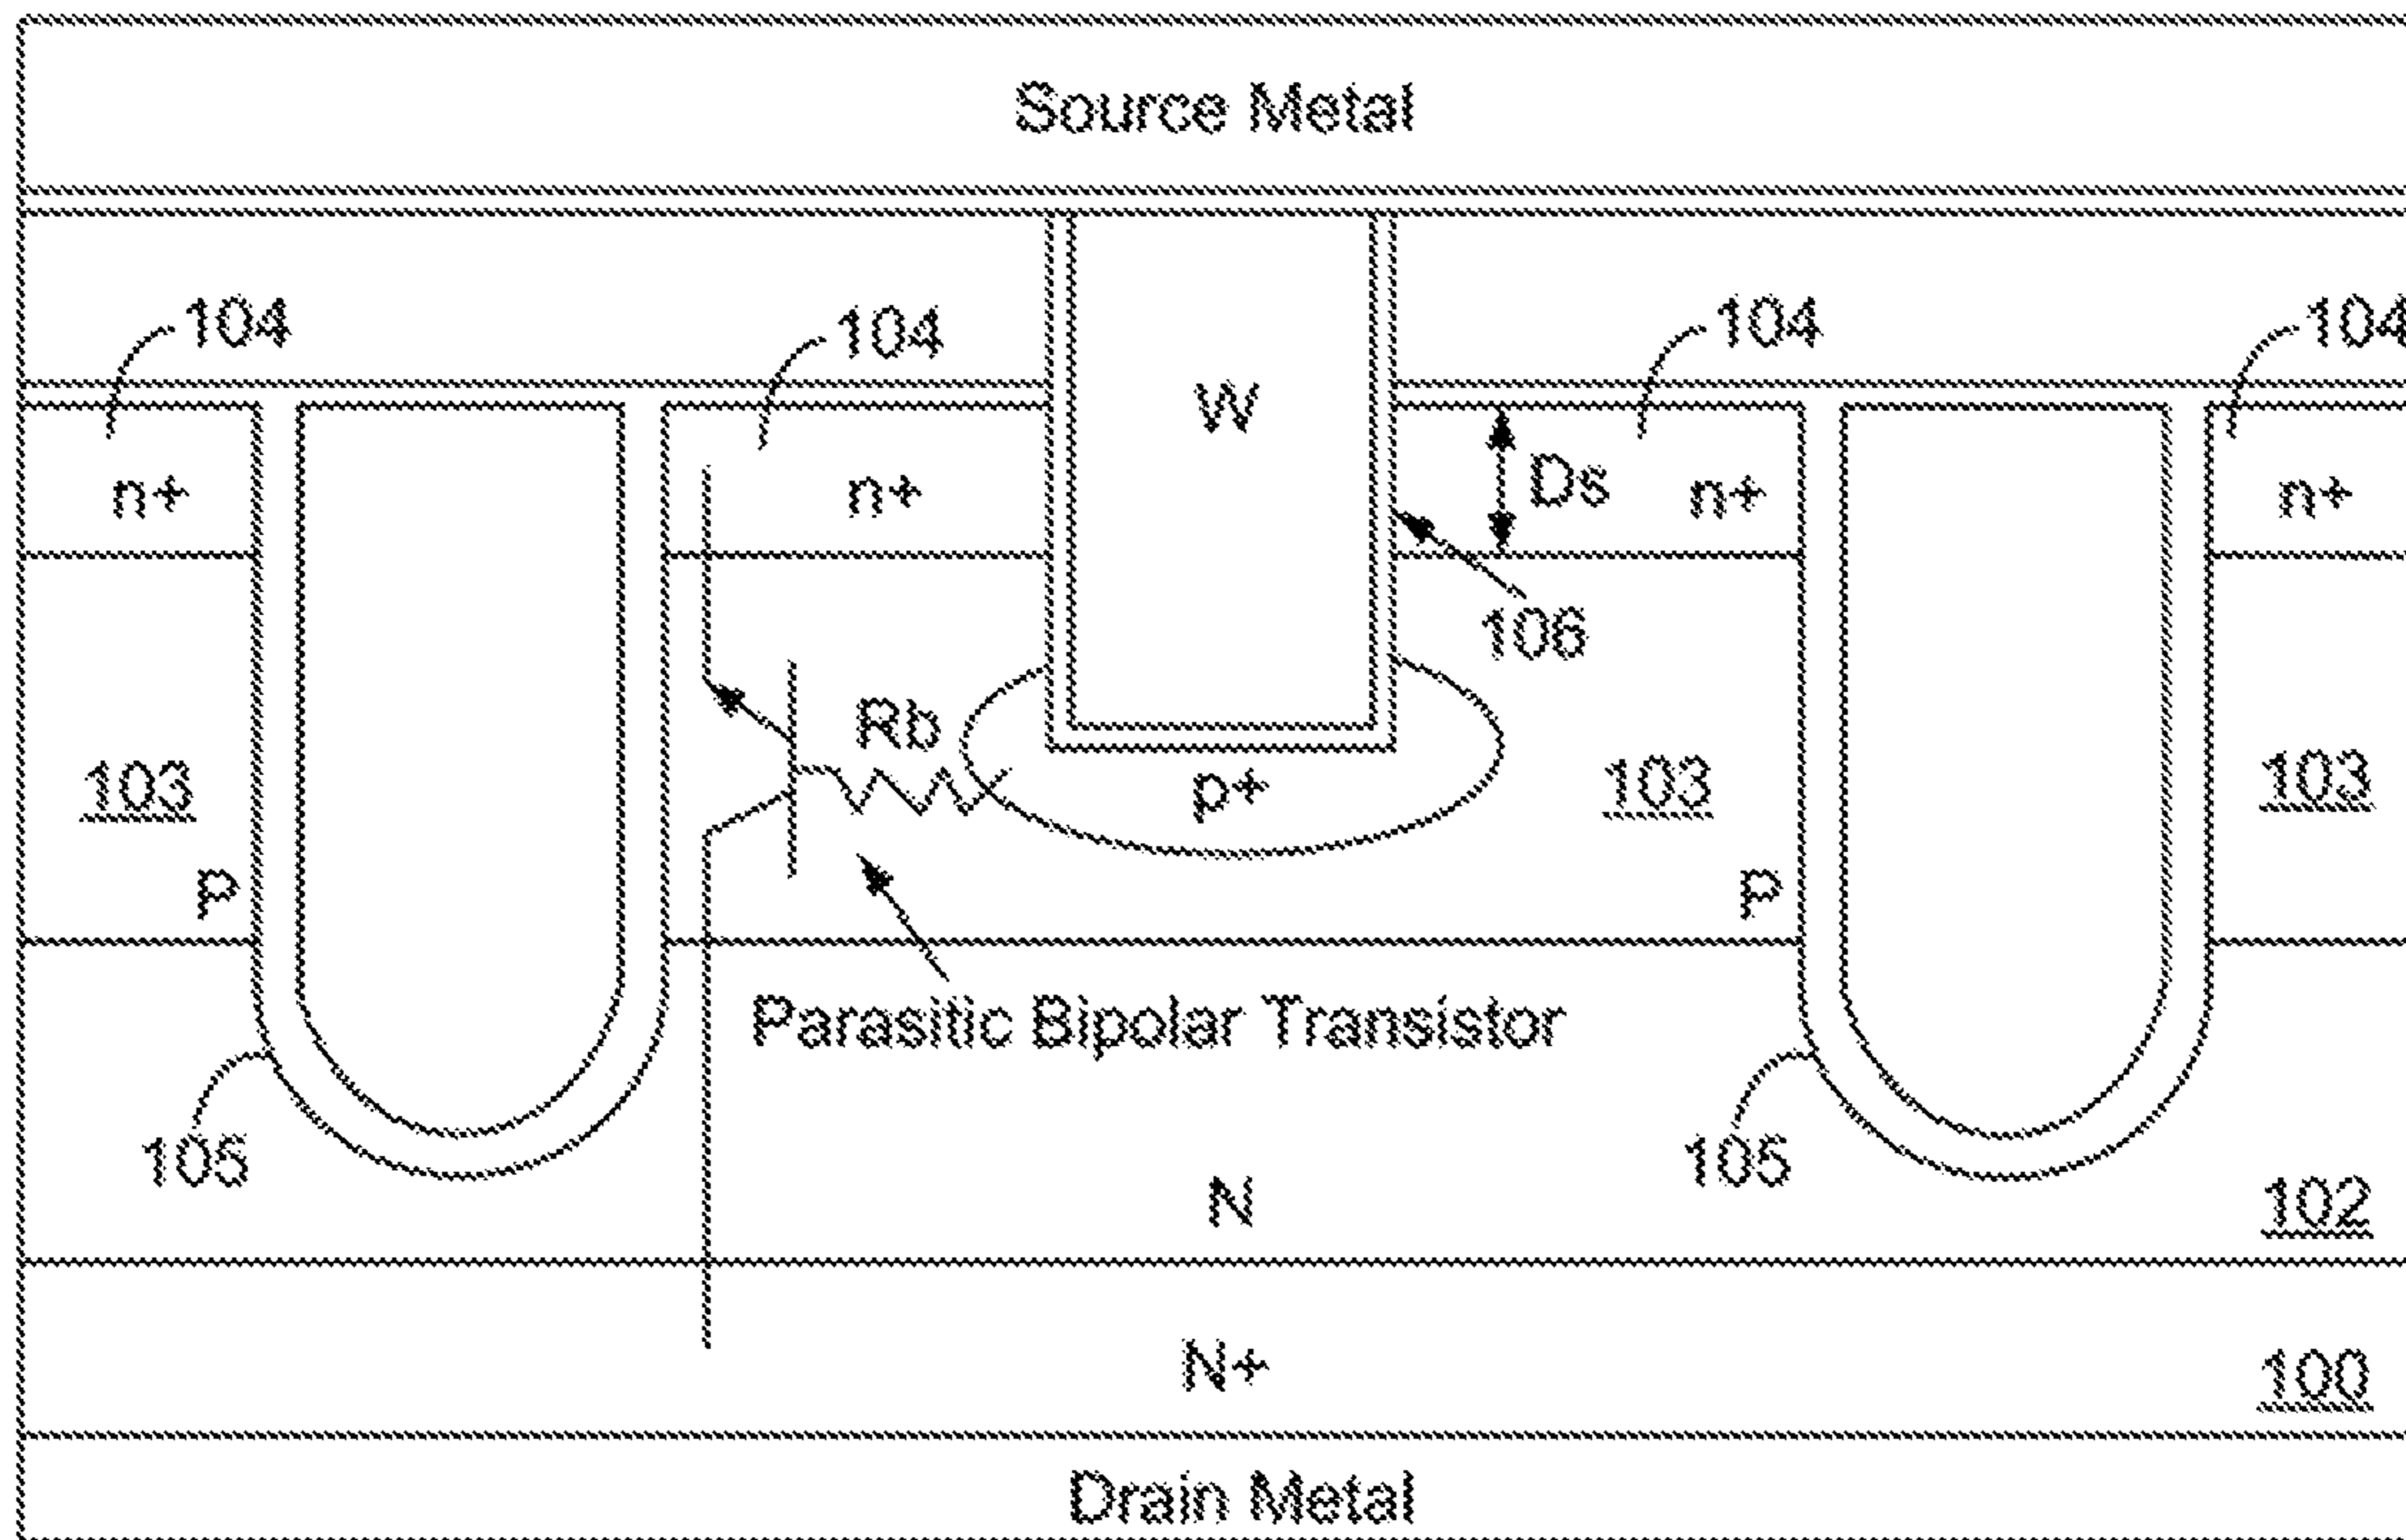 Source Metal
104 104 104 104
W
n+ n+ Ds n+ n+
106
Rb
103 p+ 103 103
P P
Parasitic Bipolar Transistor
105 105
N 102
N+ 100
Drain Metal